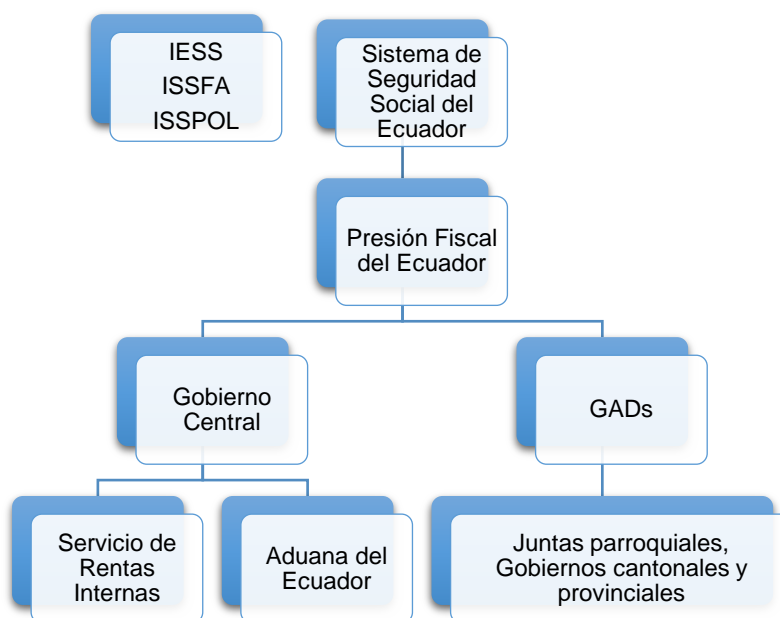 IESS
ISSFA
ISSPOL
Sistema de
Seguridad
Social del
Ecuador
Presión Fiscal
del Ecuador
Gobierno
Central
GADs
Servicio de
Rentas
Internas
Aduana del
Ecuador
Juntas parroquiales,
Gobiernos cantonales y
provinciales